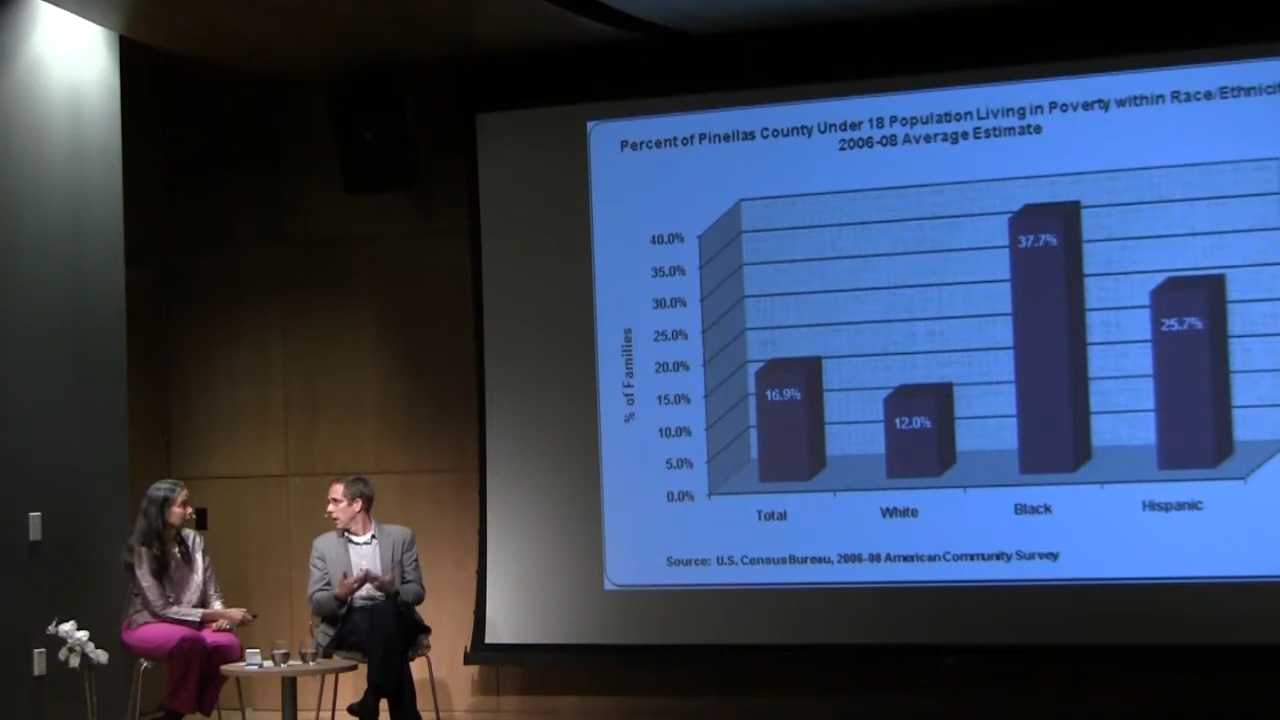 Percent of Pinellas County Under 18 Population Living in Poverty within Race/Ethnicit
2006-08 Average Estimate
40.0%
35.0%
30.0%
25.0%
20.0%
15.0%
10.0%
5.0%
0.0%
% of Families
16.9%
12.0%
37.7%
25.7%
Total White Black Hispanic
Source: U.S. Census Bureau, 2006-08 American Community Survey